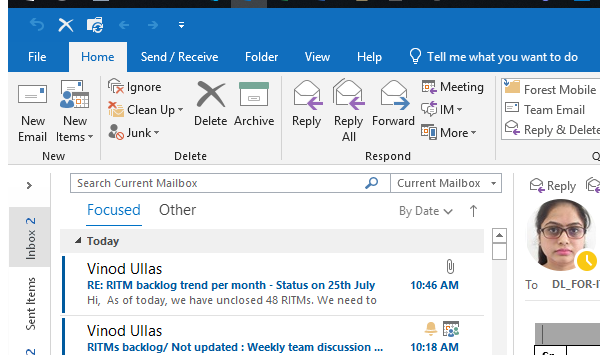 File Home Send / Receive Folder View Help Tell me what you want to do
New Email
New Items
Ignore
Clean Up
Junk
Delete
Archive
Reply
Reply All
Forward
Meeting
IM
More
Forest Mobile
Team Email
Reply & Delete
New Delete Respond
Search Current Mailbox Current Mailbox
Reply
Focused Other By Date
Inbox 2
Sent Items
2
Today
Vinod Ullas
RE: RITM backlog trend per month - Status on 25th July 10:46 AM
Hi, As of today, we have unclosed 48 RITMs. We need to
Vinod Ullas
RITMs backlog/ Not updated : Weekly team discussion ... 10:18 AM
To DL_FOR-I